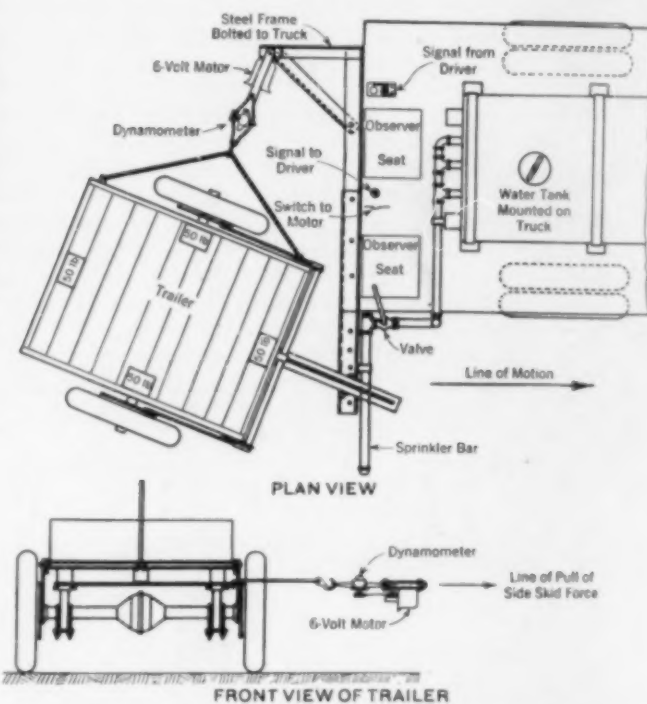 Steel Frame
Bolted to Truck
6-Volt Motor
Signal from
Driver
Dynamometer
Observer
Seat
Signal to
Driver
Switch to
Motor
Water Tank
Mounted on
Truck
Observer
Seat
50 lb
50 lb
Trailer
50 lb
50 lb
Valve
Line of Motion
Sprinkler Bar
PLAN VIEW
Dynamometer
Line of Pull of
Side Skid Force
6-Volt Motor
FRONT VIEW OF TRAILER